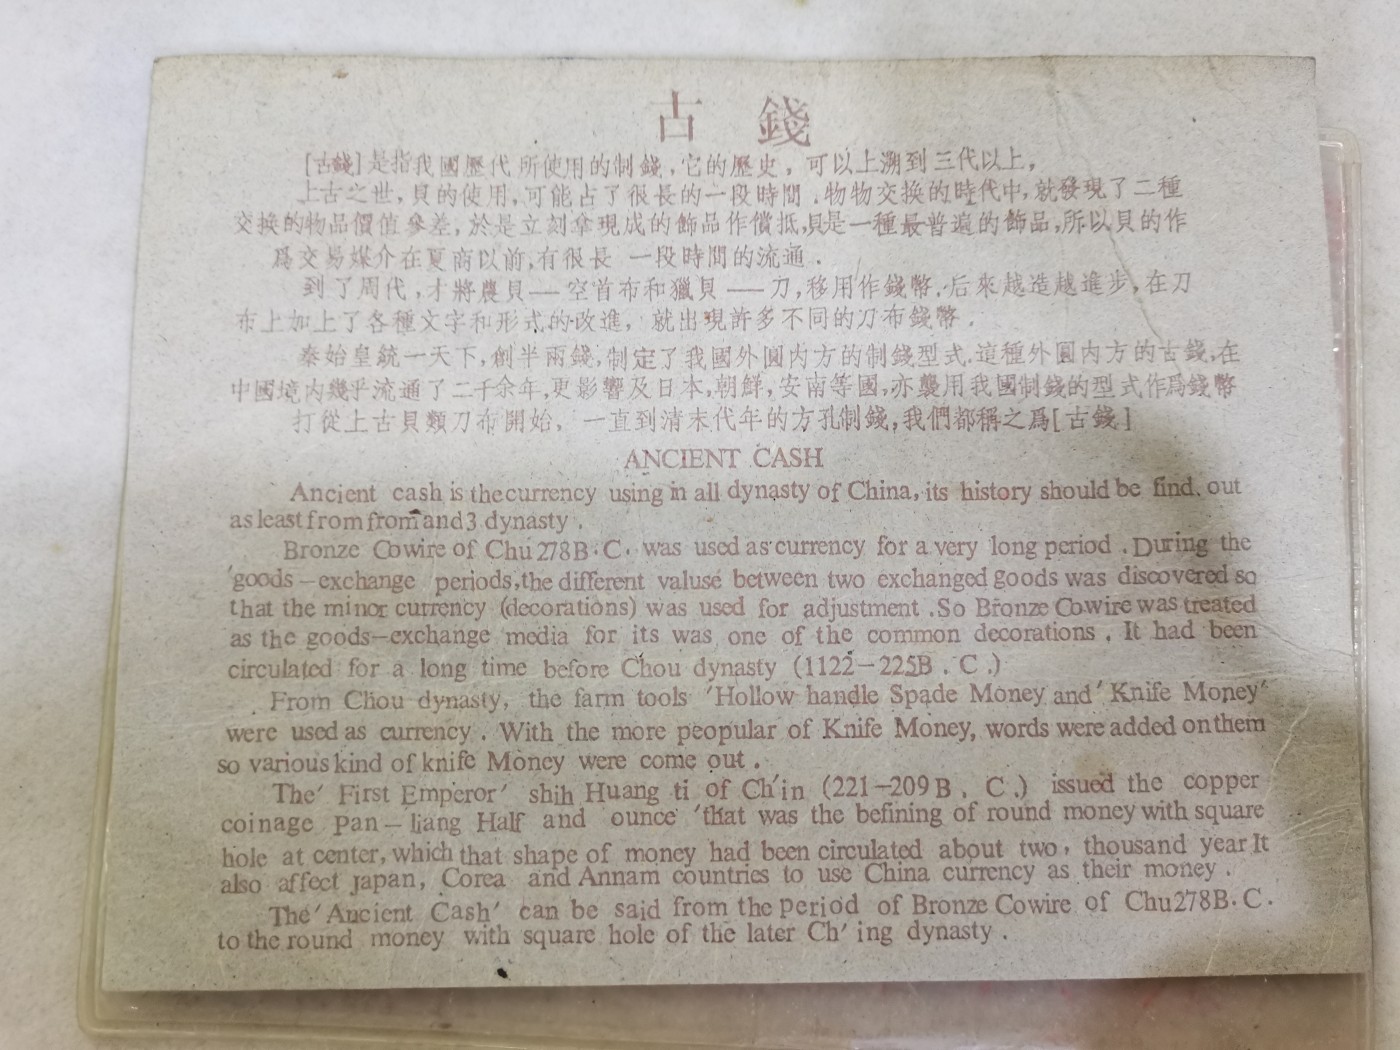 古 錢
[古錢]是指我國歷代所使用的制錢,它的歷史,可以上溯到三代以上,
上古之世,貝的使用,可能占了很長的一段時間.物物交換的時代中,就發現了二種
交換的物品價值參差,於是立刻拿現成的飾品作償抵,貝是一種最普遍的飾品,所以貝的作
爲交易媒介在夏商以前,有很長 一段時間的流通.
到了周代,才將農貝——空首布和獵貝——刀,移用作錢幣,后來越造越進步,在刀
布上加上了各種文字和形式的改進, 就出現許多不同的刀布錢幣.
秦始皇統一天下,創半兩錢,制定了我國外圓内方的制錢型式.這種外圓内方的古錢,在
中國境内幾乎流通了二千余年,更影響及日本,朝鮮,安南等國,亦襲用我國制錢的型式作爲錢幣
打從上古貝類刀布開始, 一直到清末代年的方孔制錢,我們都稱之爲[古錢]
ANCIENT CASH
Ancient cash is the currency using in all dynasty of China, its history should be find out
as least from from and 3 dynasty .
Bronze Cowire of Chu 278B.C. was used as currency for a very long period . During the
'goods – exchange periods, the different valuse between two exchanged goods was discovered so
that the minor currency (decorations) was used for adjustment . So Bronze Cowire was treated
as the goods–exchange media for its was one of the common decorations . It had been
circulated for a long time before Chou dynasty (1122–225B . C .)
From Chou dynasty, the farm tools 'Hollow handle Spade Money and ' Knife Money'
were used as currency . With the more peopular of Knife Money, words were added on them
so various kind of knife Money were come out .
The' First Emperor' shih Huang ti of Ch'in (221–209 B . C .) issued the copper
coinage pan – liang Half and ounce 'that was the befining of round money with square
hole at center, which that shape of money had been circulated about two, thousand year It
also affect Japan, Corea and Annam countries to use China currency as their money .
The 'Aucient Cash' can be said from the period of Bronze Cowire of Chu278B.C.
to the round money with square hole of the later Ch' ing dynasty .